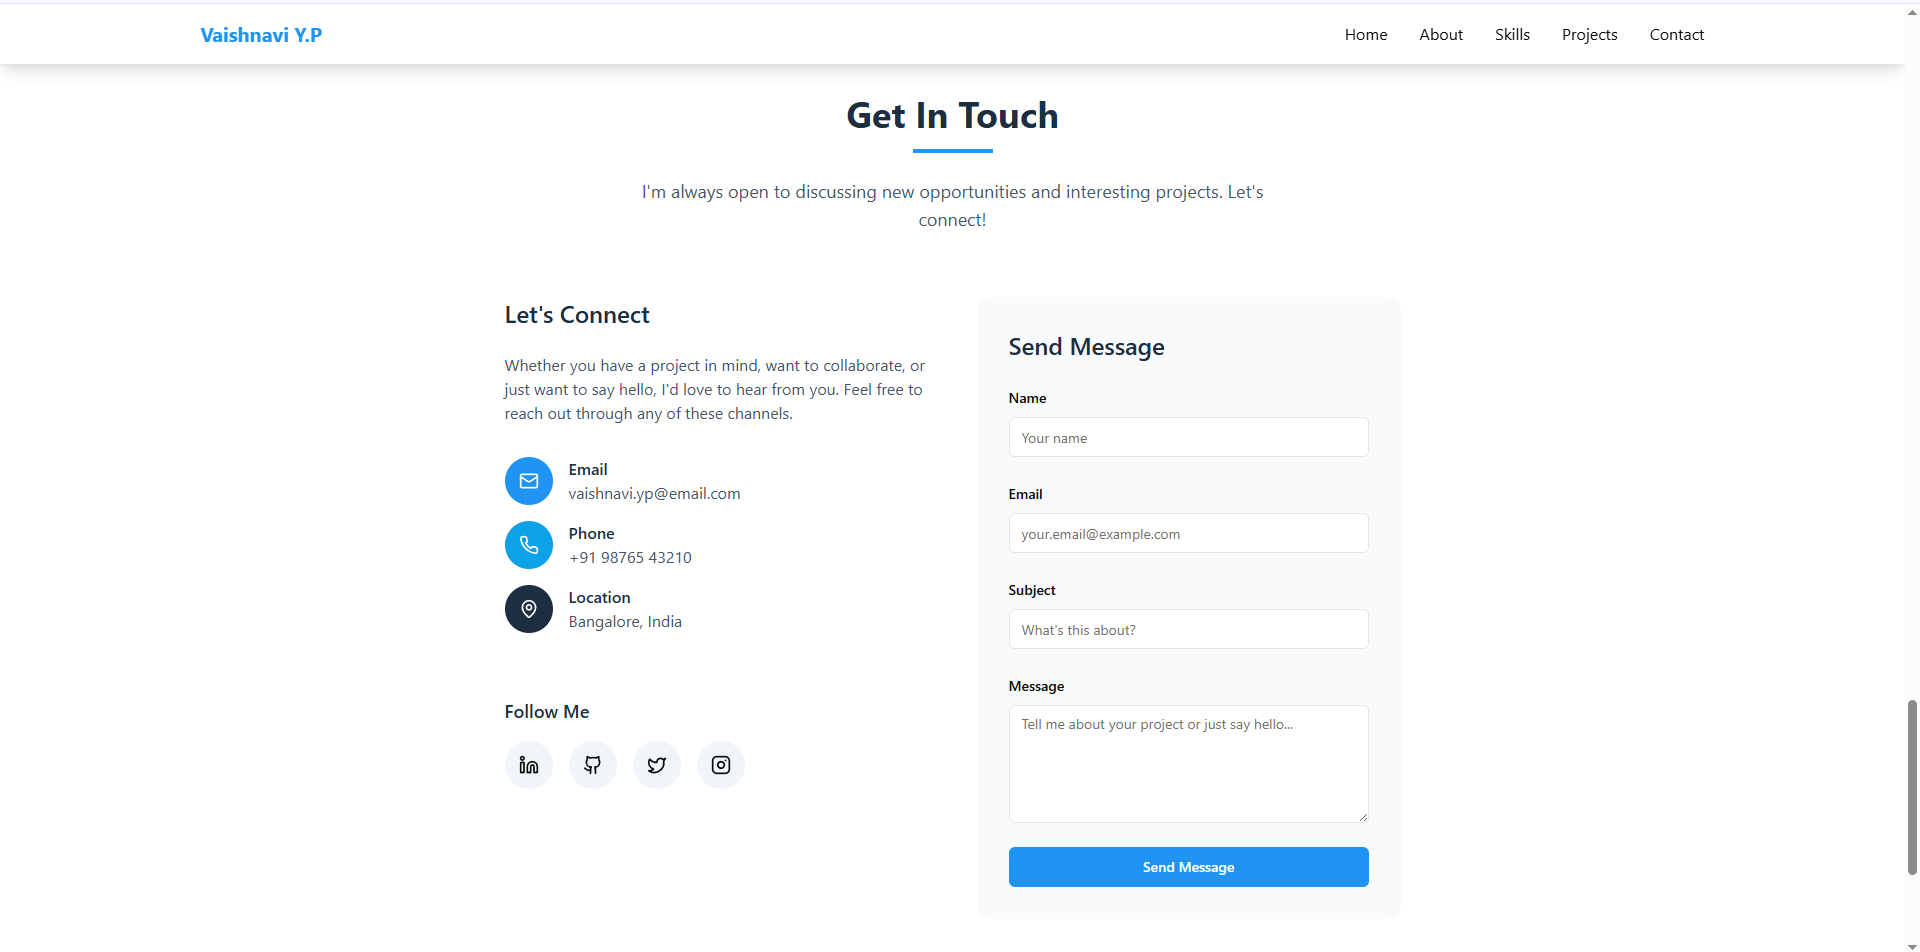 Vaishnavi Y.P
Home
About
Skills
Projects
Contact
Get In Touch
I'm always open to discussing new opportunities and interesting projects. Let's
connect!
Let's Connect
Whether you have a project in mind, want to collaborate, or
just want to say hello, I'd love to hear from you. Feel free to
reach out through any of these channels.
Email
vaishnavi.yp@email.com
Phone
+91 98765 43210
Location
Bangalore, India
Follow Me
Send Message
Name
Your name
Email
your.email@example.com
Subject
What's this about?
Message
Tell me about your project or just say hello...
Send Message